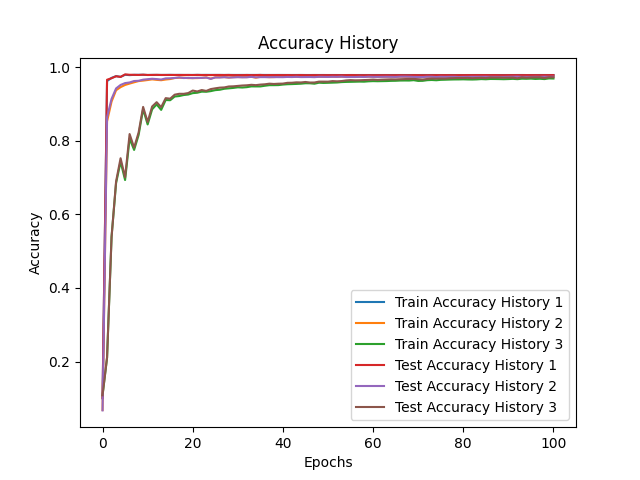 Accuracy History
1.0
0.8
0.6
0.4
0.2
Accuracy
Train Accuracy History 1
Train Accuracy History 2
Train Accuracy History 3
Test Accuracy History 1
Test Accuracy History 2
Test Accuracy History 3
0 20 40 60 80 100
Epochs